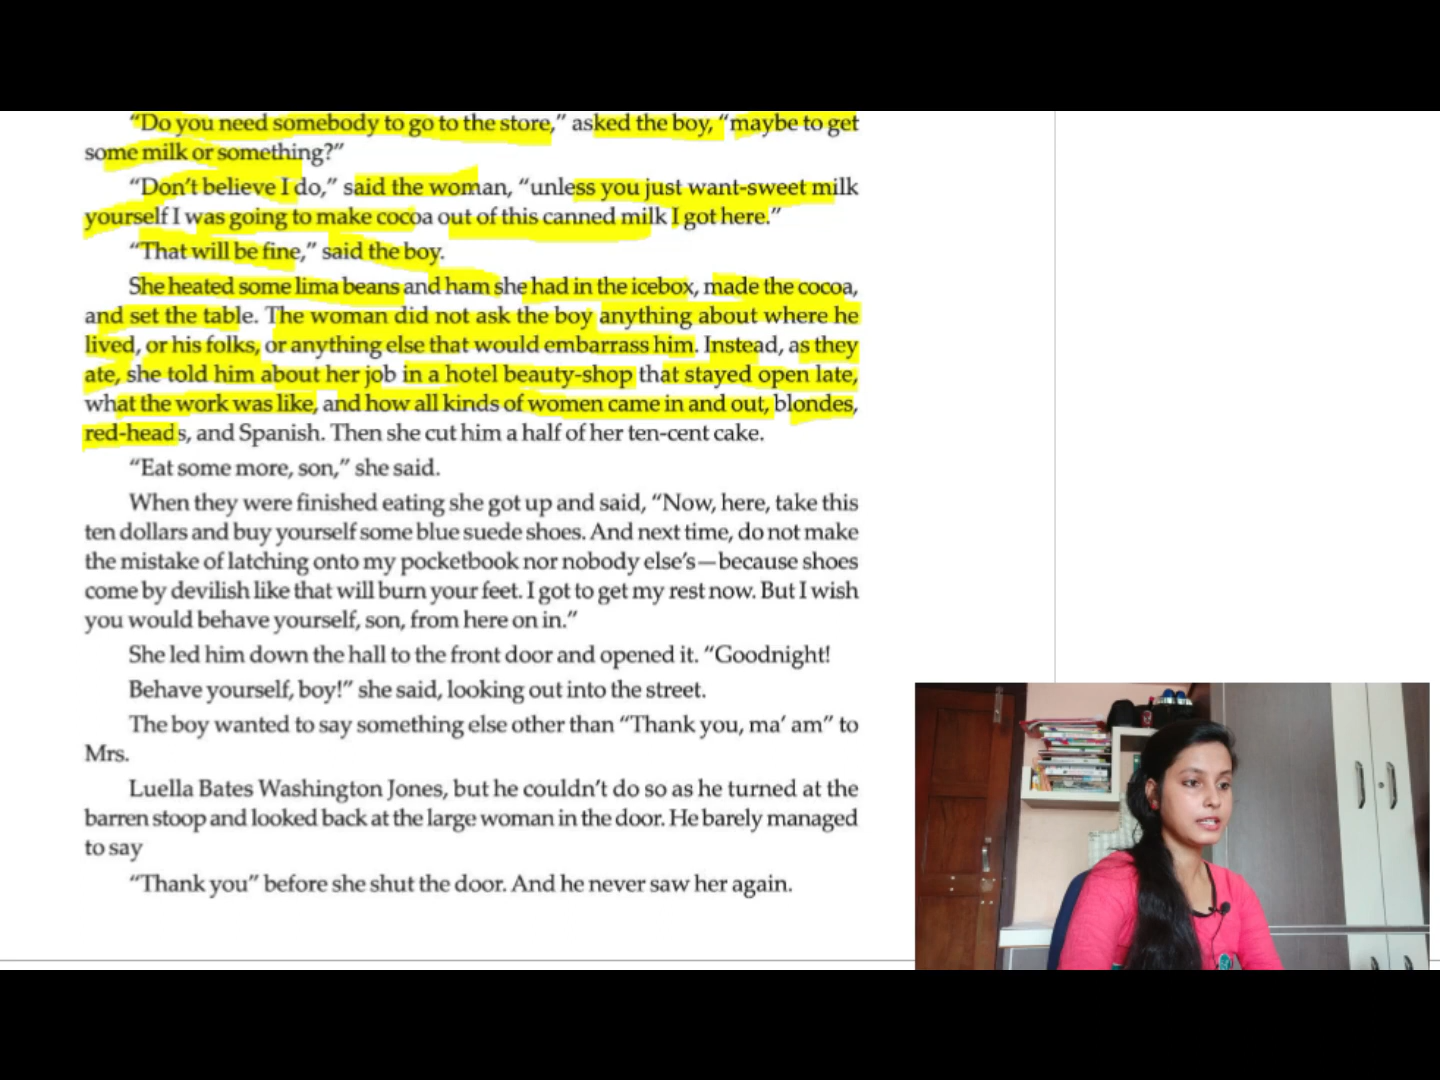 “Do you need somebody to go to the store,” asked the boy, “maybe to get
some milk or something?”
“Don’t believe I do,” said the woman, “unless you just want-sweet milk
yourself I was going to make cocoa out of this canned milk I got here.”
“That will be fine,” said the boy.
She heated some lima beans and ham she had in the icebox, made the cocoa,
and set the table. The woman did not ask the boy anything about where he
lived, or his folks, or anything else that would embarrass him. Instead, as they
ate, she told him about her job in a hotel beauty-shop that stayed open late,
what the work was like, and how all kinds of women came in and out, blondes,
red-heads, and Spanish. Then she cut him a half of her ten-cent cake.
“Eat some more, son,” she said.
When they were finished eating she got up and said, “Now, here, take this
ten dollars and buy yourself some blue suede shoes. And next time, do not make
the mistake of latching onto my pocketbook nor nobody else’s—because shoes
come by devilish like that will burn your feet. I got to get my rest now. But I wish
you would behave yourself, son, from here on in.”
She led him down the hall to the front door and opened it. “Goodnight!
Behave yourself, boy!” she said, looking out into the street.
The boy wanted to say something else other than “Thank you, ma’ am” to
Mrs.
Luella Bates Washington Jones, but he couldn’t do so as he turned at the
barren stoop and looked back at the large woman in the door. He barely managed
to say
“Thank you” before she shut the door. And he never saw her again.